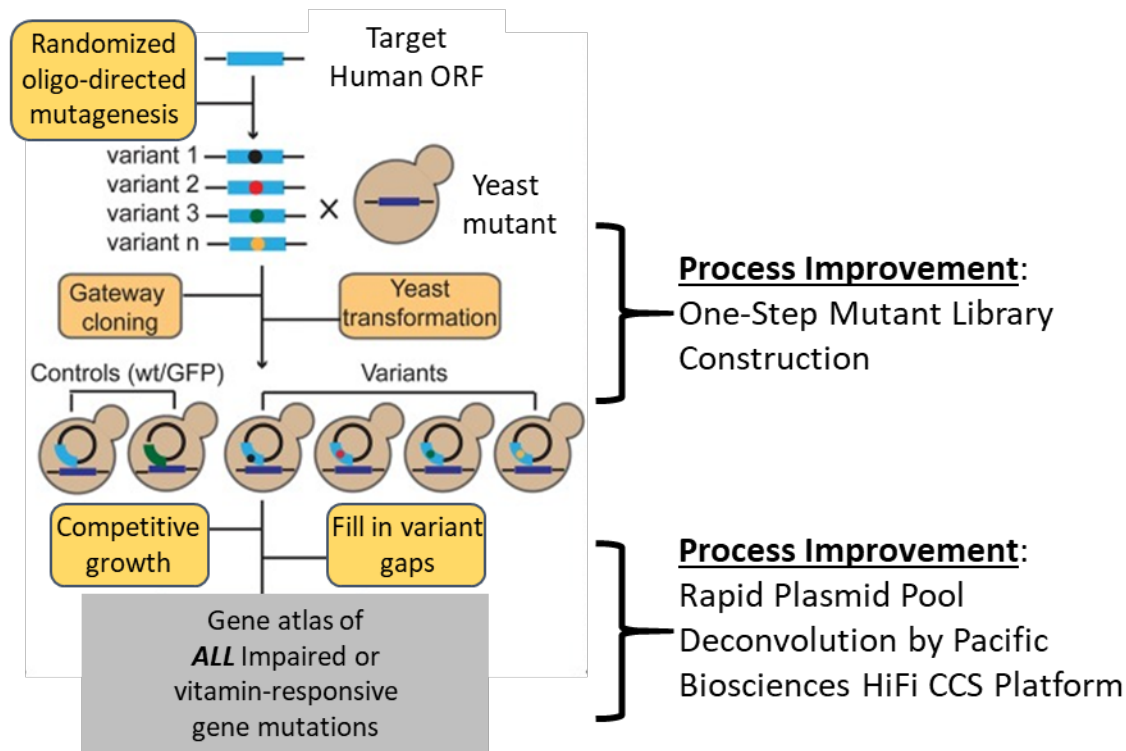 Randomized
oligo-directed
mutagenesis
Target
Human ORF
variant 1
variant 2
variant 3
variant n
×
Yeast
mutant
Gateway
cloning
Yeast
transformation
Controls (wt/GFP)
Variants
Competitive
growth
Fill in variant
gaps
Gene atlas of
ALL Impaired or
vitamin-responsive
gene mutations
Process Improvement:
One-Step Mutant Library
Construction
Process Improvement:
Rapid Plasmid Pool
Deconvolution by Pacific
Biosciences HiFi CCS Platform